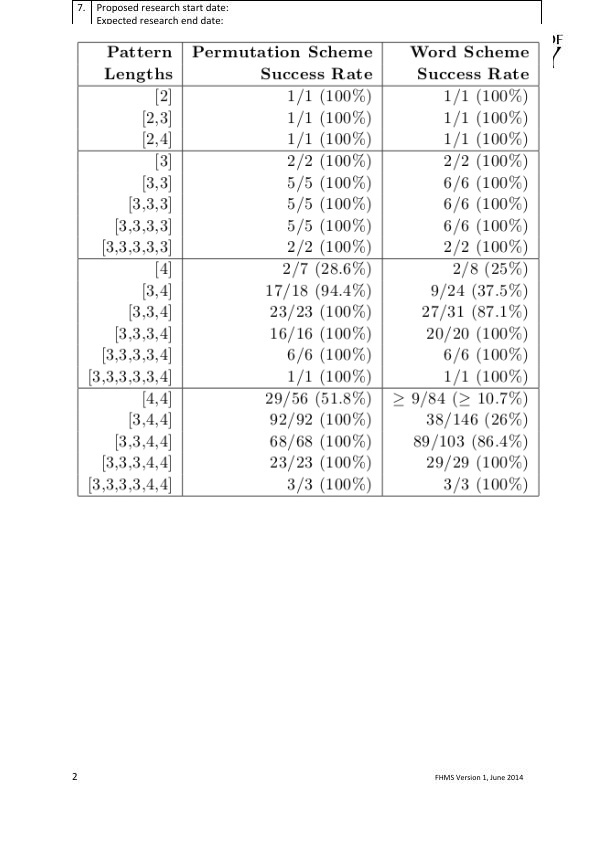 7. Proposed research start date:
Expected research end date:
OF
Pattern Permutation Scheme Word Scheme
Lengths Success Rate Success Rate
[2] 1/1 (100%) 1/1 (100%)
[2,3] 1/1 (100%) 1/1 (100%)
[2,4] 1/1 (100%) 1/1 (100%)
[3] 2/2 (100%) 2/2 (100%)
[3,3] 5/5 (100%) 6/6 (100%)
[3,3,3] 5/5 (100%) 6/6 (100%)
[3,3,3,3] 5/5 (100%) 6/6 (100%)
[3,3,3,3,3] 2/2 (100%) 2/2 (100%)
[4] 2/7 (28.6%) 2/8 (25%)
[3,4] 17/18 (94.4%) 9/24 (37.5%)
[3,3,4] 23/23 (100%) 27/31 (87.1%)
[3,3,3,4] 16/16 (100%) 20/20 (100%)
[3,3,3,3,4] 6/6 (100%) 6/6 (100%)
[3,3,3,3,3,4] 1/1 (100%) 1/1 (100%)
[4,4] 29/56 (51.8%) ≥ 9/84 (≥ 10.7%)
[3,4,4] 92/92 (100%) 38/146 (26%)
[3,3,4,4] 68/68 (100%) 89/103 (86.4%)
[3,3,3,4,4] 23/23 (100%) 29/29 (100%)
[3,3,3,3,4,4] 3/3 (100%) 3/3 (100%)
2 FHMS Version 1, June 2014